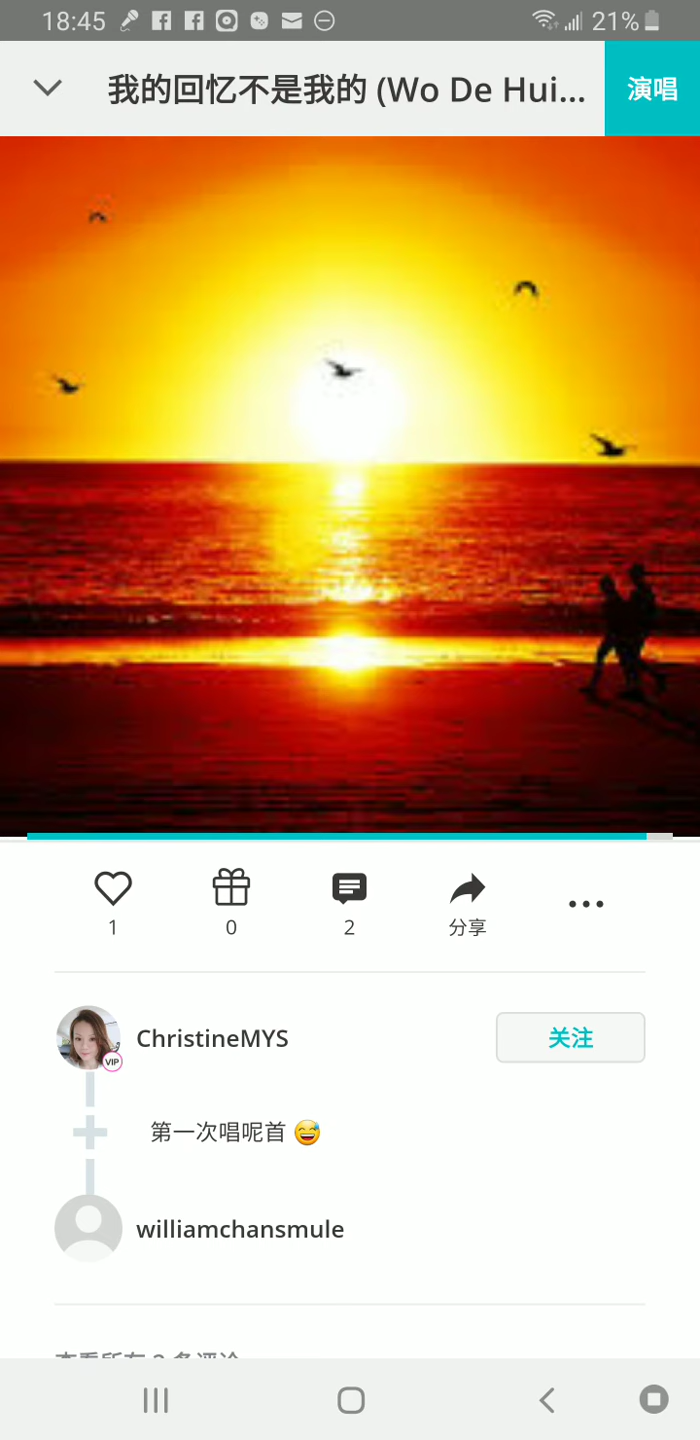 18:45
21%
我的回忆不是我的 (Wo De Hui...
演唱
1
0
2
分享
ChristineMYS
VIP
关注
第一次唱呢首 😅
williamchansmule